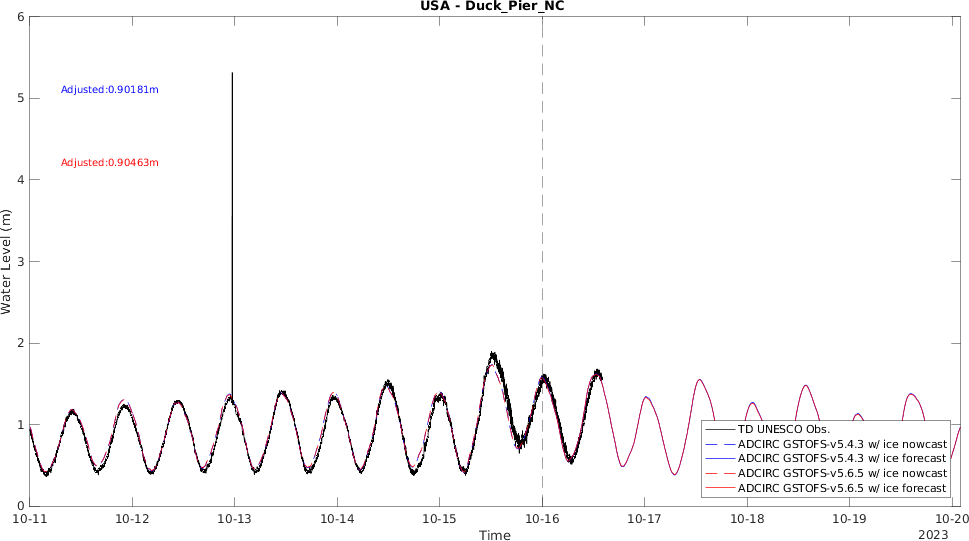 USA - Duck_Pier_NC
6
5
4
3
2
1
0
Water Level (m)
Adjusted:0.90181m
Adjusted:0.90463m
TD UNESCO Obs.
ADCIRC GSTOFS-v5.4.3 w/ ice nowcast
ADCIRC GSTOFS-v5.4.3 w/ ice forecast
ADCIRC GSTOFS-v5.6.5 w/ ice nowcast
ADCIRC GSTOFS-v5.6.5 w/ ice forecast
10-11 10-12 10-13 10-14 10-15 10-16 10-17 10-18 10-19 10-20
Time
2023